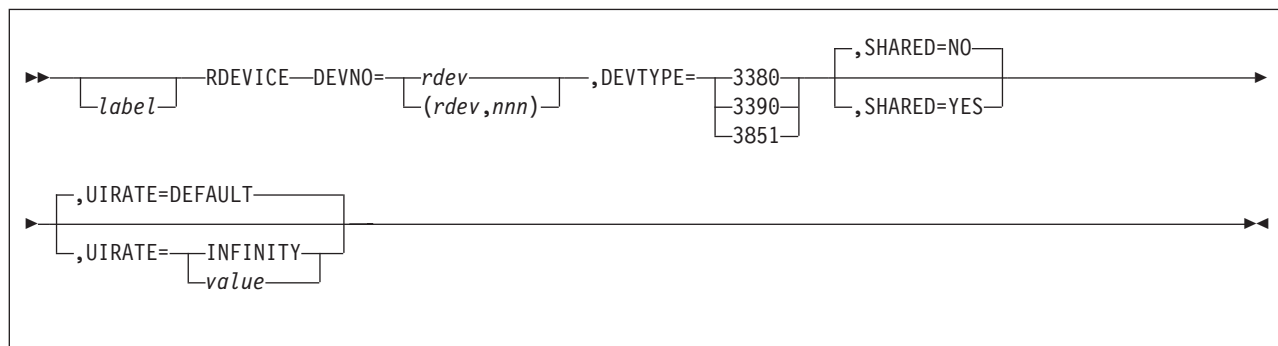 ,SHARED=NO
RDEVICE DEVNO= rdev ,DEVTYPE= 3380
label (rdev,nnn) 3390 ,SHARED=YES
3851
,UIRATE=DEFAULT
,UIRATE= INFINITY
value